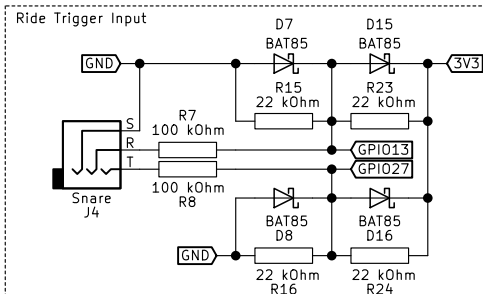 Ride Trigger Input
D7 D15
BAT85 BAT85
GND 3V3
R15 R23
22 kOhm 22 kOhm
R7
100 kOhm
S
R
T
GPIO13
GPIO27
100 kOhm
R8
Snare
J4
BAT85 BAT85
D8 D16
GND
22 kOhm 22 kOhm
R16 R24